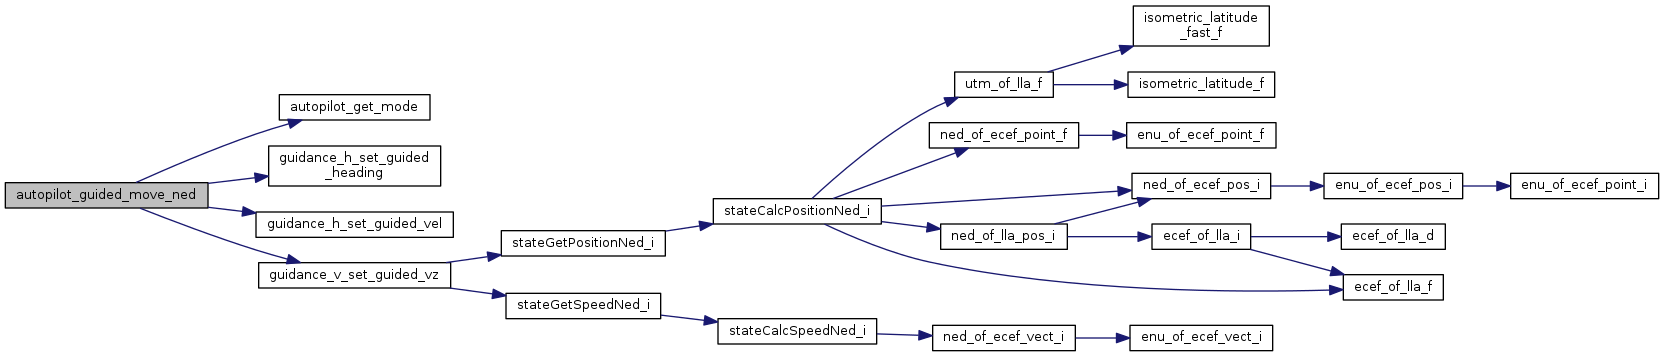 autopilot_guided_move_ned
autopilot_get_mode
guidance_h_set_guided
_heading
guidance_h_set_guided_vel
guidance_v_set_guided_vz
stateGetPositionNed_i
stateGetSpeedNed_i
stateCalcPositionNed_i
stateCalcSpeedNed_i
utm_of_lla_f
ned_of_ecef_point_f
ned_of_lla_pos_i
ned_of_ecef_vect_i
isometric_latitude
_fast_f
isometric_latitude_f
enu_of_ecef_point_f
ned_of_ecef_pos_i
ecef_of_lla_i
enu_of_ecef_vect_i
enu_of_ecef_pos_i
ecef_of_lla_d
ecef_of_lla_f
enu_of_ecef_point_i